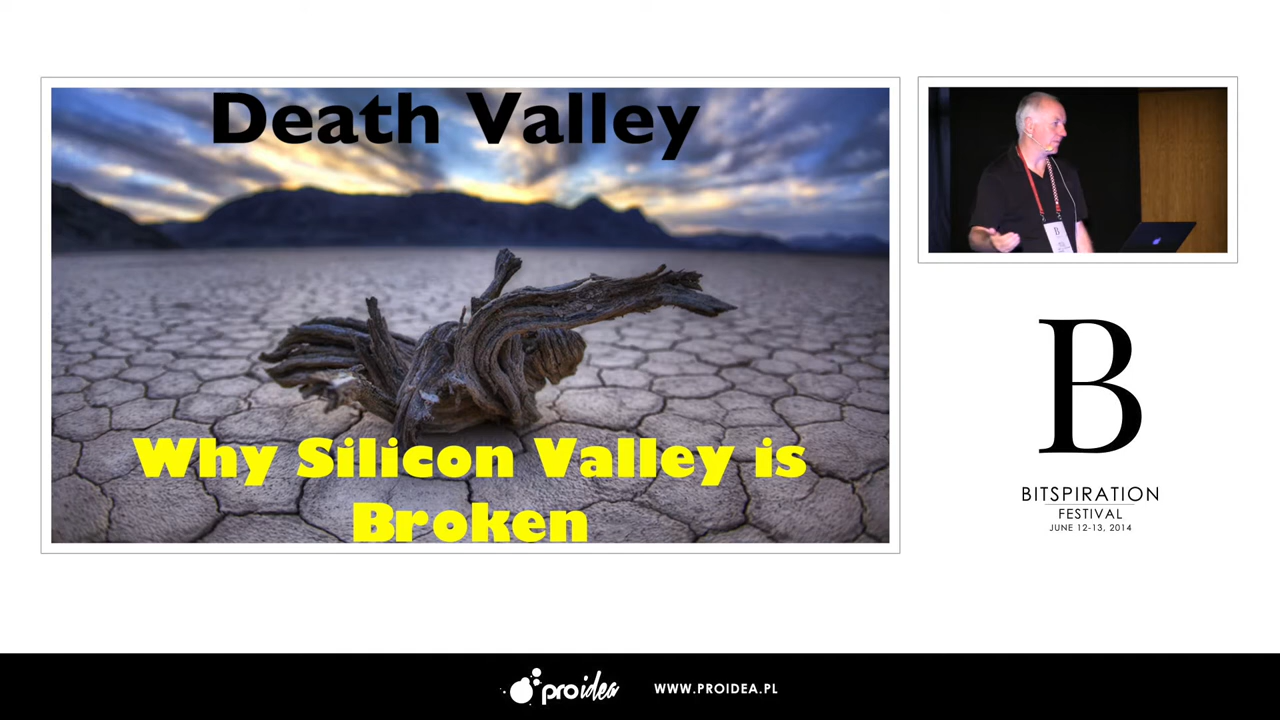 Death Valley
Why Silicon Valley is
Broken
B
B
BITSPIRATION
FESTIVAL
JUNE 12-13, 2014
proidea
WWW.PROIDEA.PL